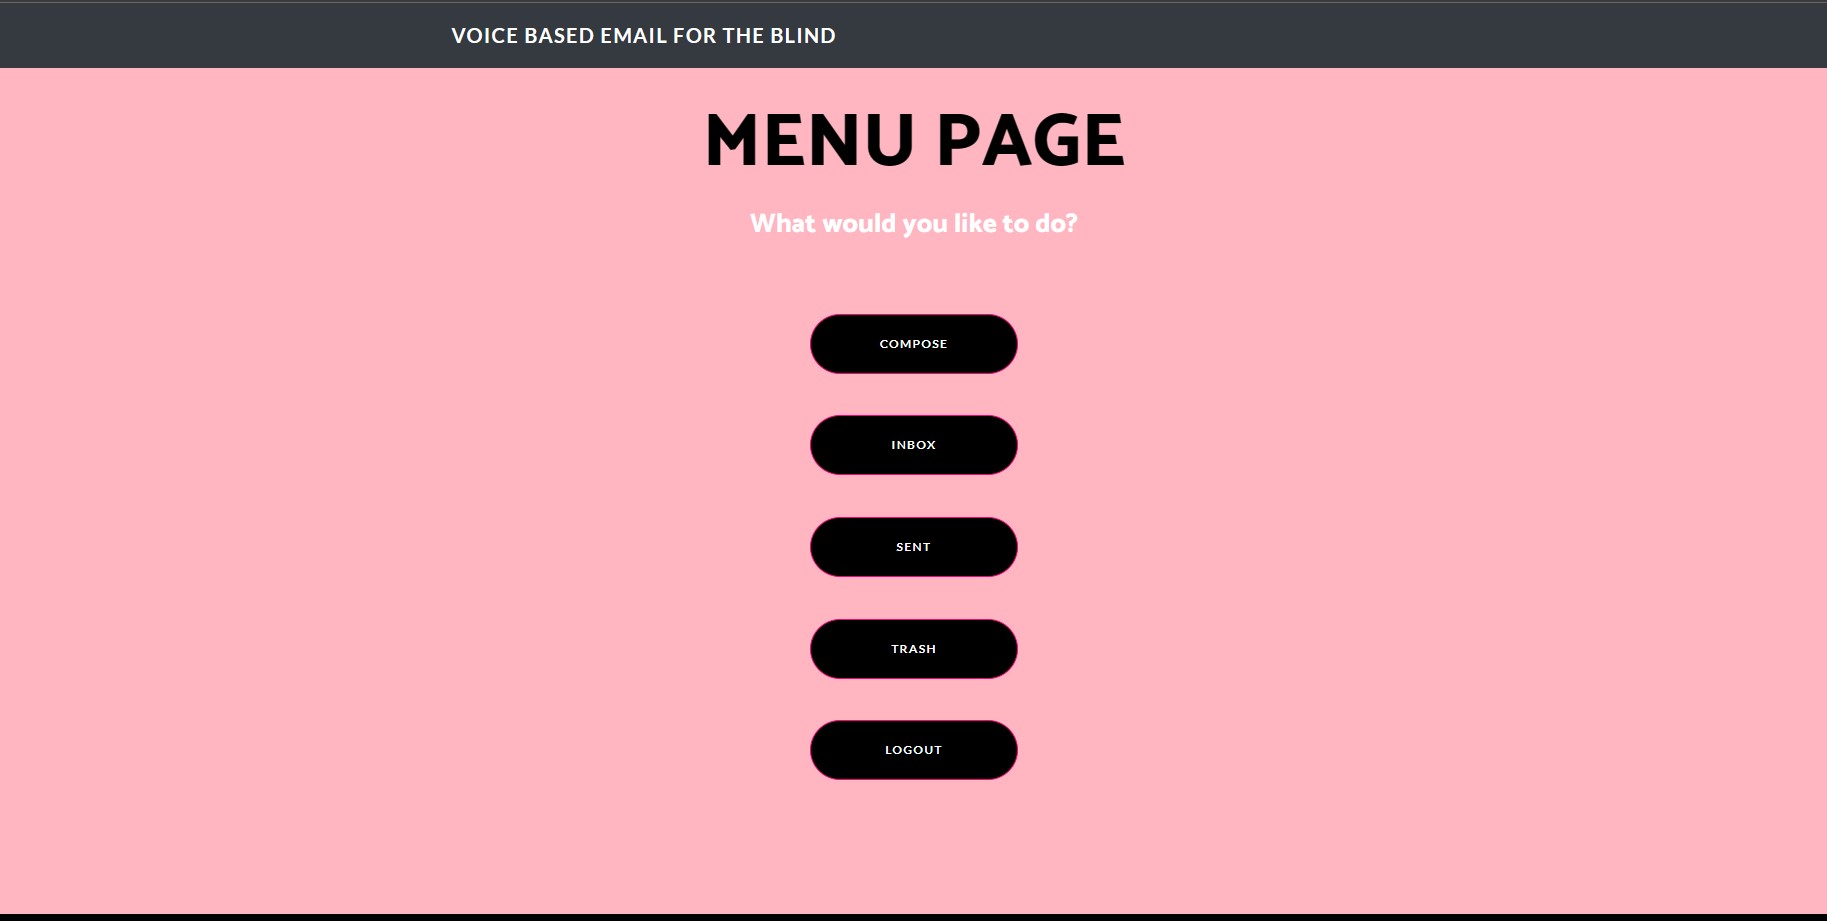 VOICE BASED EMAIL FOR THE BLIND
MENU PAGE
What would you like to do?
COMPOSE
INBOX
SENT
TRASH
LOGOUT